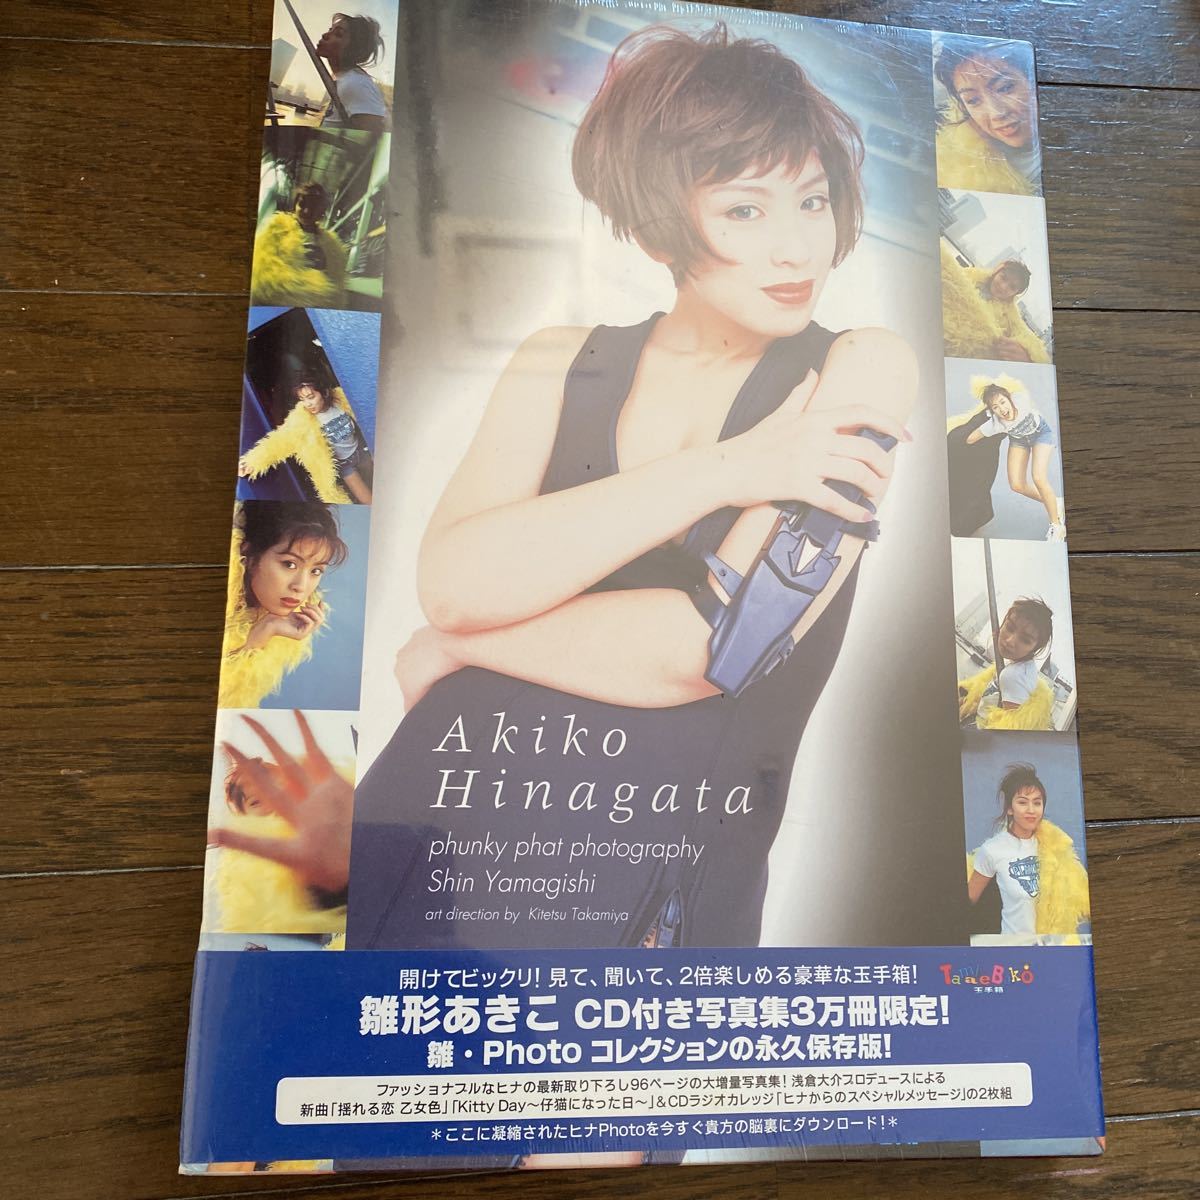 Akiko
Hinagata
phunky phat photography
Shin Yamagishi
art direction by Kitetsu Takamiya
開けてビックリ！見て、聞いて、2倍楽しめる豪華な玉手箱！
玉手箱
雛形あきこ CD付き写真集3万冊限定！
雛・Photo コレクションの永久保存版！
ファッショナブルなヒナの最新取り下ろし96ページの大増量写真集！浅倉大介プロデュースによる
新曲「揺れる恋 乙女色」「Kitty Day～仔猫になった日～」＆CDラジオカレッジ「ヒナからのスペシャルメッセージ」の2枚組
＊ここに凝縮されたヒナPhotoを今すぐ貴方の脳裏にダウンロード！＊